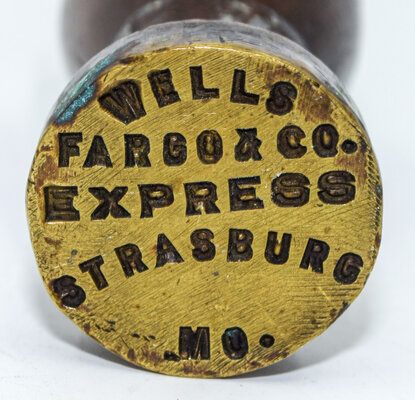 WELLS
FARGO & CO.
EXPRESS
STRASBURG
MO.